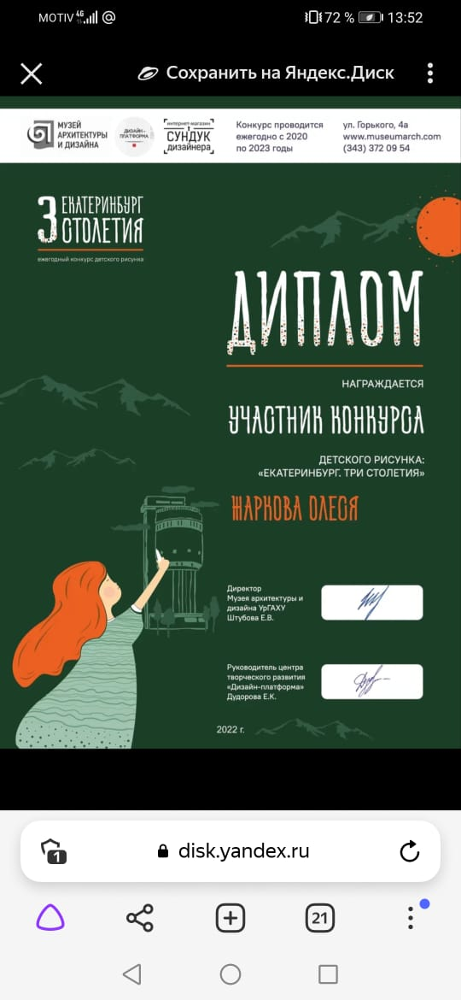 MOTIV 4G @ 72 % 13:52
Сохранить на Яндекс.Диск
МУЗЕЙ
АРХИТЕКТУРЫ
И ДИЗАЙНА
ДИЗАЙН-
ПЛАТФОРМА
интернет-магазин
СУНДУК
дизайнера
Конкурс проводится
ежегодно с 2020
по 2023 годы
ул. Горького, 4а
www.museumarch.com
(343) 372 09 54
3 ЕКАТЕРИНБУРГ
СТОЛЕТИЯ
ежегодный конкурс детского рисунка
ДИПЛОМ
НАГРАЖДАЕТСЯ
УЧАСТНИК КОНКУРСА
ДЕТСКОГО РИСУНКА:
«ЕКАТЕРИНБУРГ. ТРИ СТОЛЕТИЯ»
ЖАРКОВА ОЛЕСЯ
Директор
Музея архитектуры и
дизайна УрГАХУ
Штубова Е.В.
Руководитель центра
творческого развития
«Дизайн-платформа»
Дудорова Е.К.
2022 г.
1
disk.yandex.ru
21